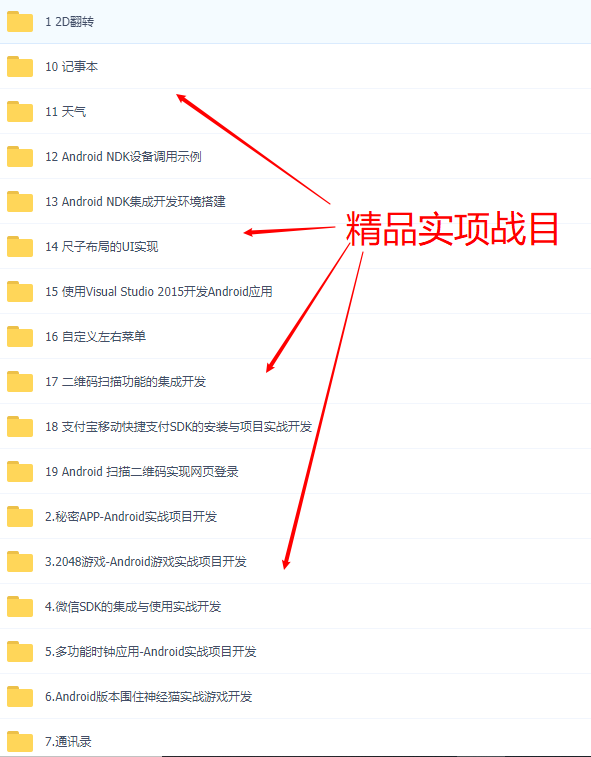 1 2D翻转
10 记事本
11 天气
12 Android NDK设备调用示例
13 Android NDK集成开发环境搭建
精品实项战目
14 尺子布局的UI实现
15 使用Visual Studio 2015开发Android应用
16 自定义左右菜单
17 二维码扫描功能的集成开发
18 支付宝移动快捷支付SDK的安装与项目实战开发
19 Android 扫描二维码实现网页登录
2.秘密APP-Android实战项目开发
3.2048游戏-Android游戏实战项目开发
4.微信SDK的集成与使用实战开发
5.多功能时钟应用-Android实战项目开发
6.Android版本围住神经猫实战游戏开发
7.通讯录